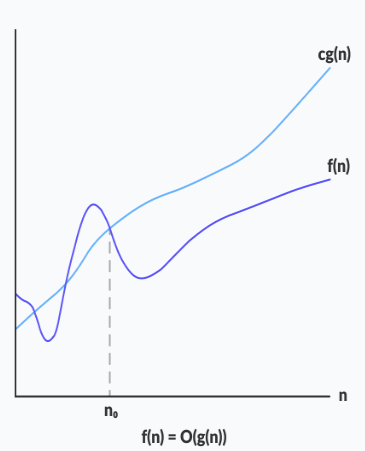 cg(n)
f(n)
n
n₀
f(n) = O(g(n))